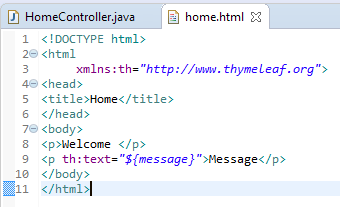 HomeController.java home.html
1 <!DOCTYPE html>
2 <html
3 xmlns:th="http://www.thymeleaf.org">
4 <head>
5 <title>Home</title>
6 </head>
7 <body>
8 <p>Welcome </p>
9 <p th:text="${message}">Message</p>
10 </body>
11 </html>